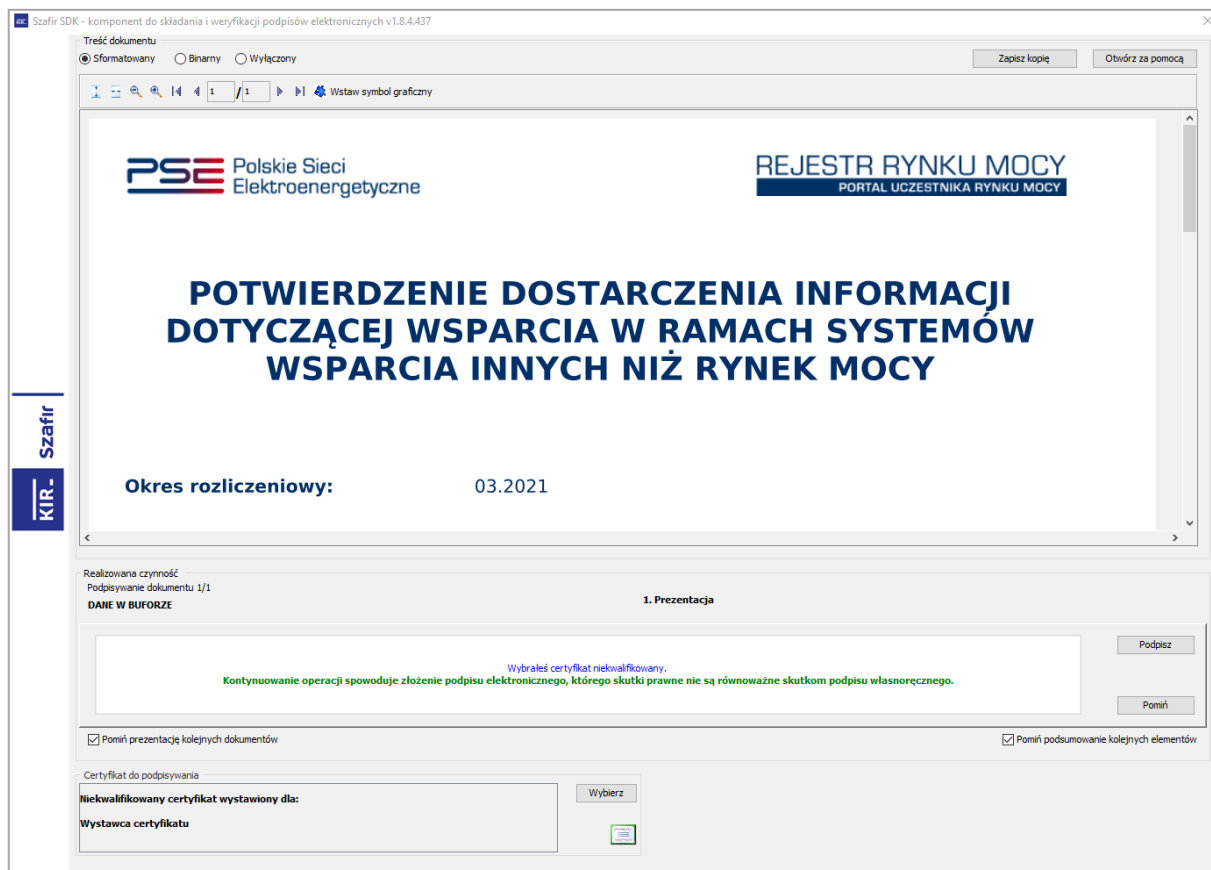 Szafir SDK - komponent do składania i weryfikacji podpisów elektronicznych v1.8.4.437
Treść dokumentu
Sformatowany Binarny Wyłączony Zapisz kopię Otwórz za pomocą
1 / 1 Wstaw symbol graficzny
PSE Polskie Sieci
Elektroenergetyczne
REJESTR RYNKU MOCY
PORTAL UCZESTNIKA RYNKU MOCY
POTWIERDZENIE DOSTARCZENIA INFORMACJI
DOTYCZĄCEJ WSPARCIA W RAMACH SYSTEMÓW
WSPARCIA INNYCH NIŻ RYNEK MOCY
Okres rozliczeniowy: 03.2021
KIR Szafir
Realizowana czynność
Podpisywanie dokumentu 1/1
DANE W BUFORZE
1. Prezentacja
Wybrałeś certyfikat niekwalifikowany.
Kontynuowanie operacji spowoduje złożenie podpisu elektronicznego, którego skutki prawne nie są równoważne skutkom podpisu własnoręcznego.
Podpisz
Pomiń
Pomiń prezentację kolejnych dokumentów Pomiń podsumowanie kolejnych elementów
Certyfikat do podpisywania
Niekwalifikowany certyfikat wystawiony dla:
Wystawca certyfikatu
Wybierz